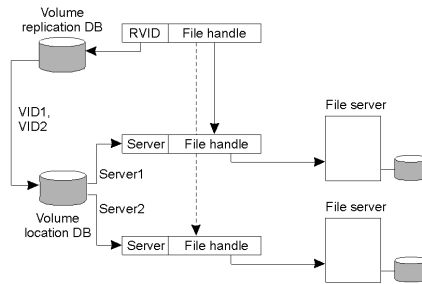 Volume
replication DB
RVID File handle
VID1,
VID2
Server File handle
File server
Server1
Volume
location DB
Server2
File server
Server File handle